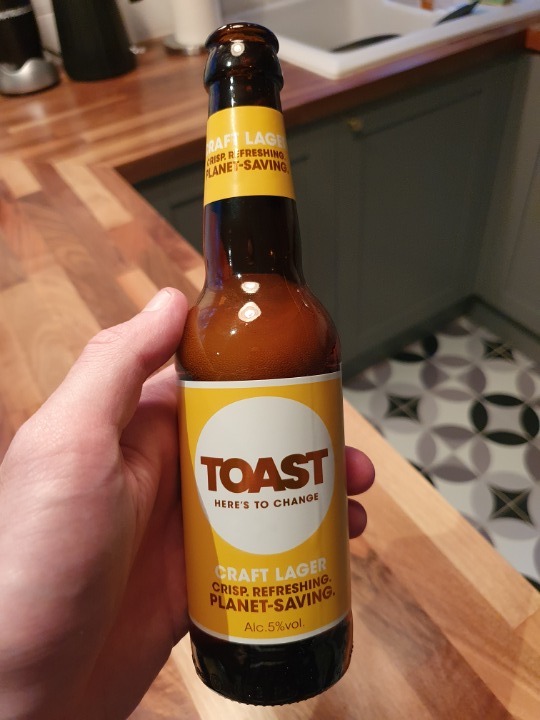 CRAFT LAGER
CRISP. REFRESHING.
PLANET-SAVING.
TOAST
HERE'S TO CHANGE
CRAFT LAGER
CRISP. REFRESHING.
PLANET-SAVING.
Alc.5%vol.